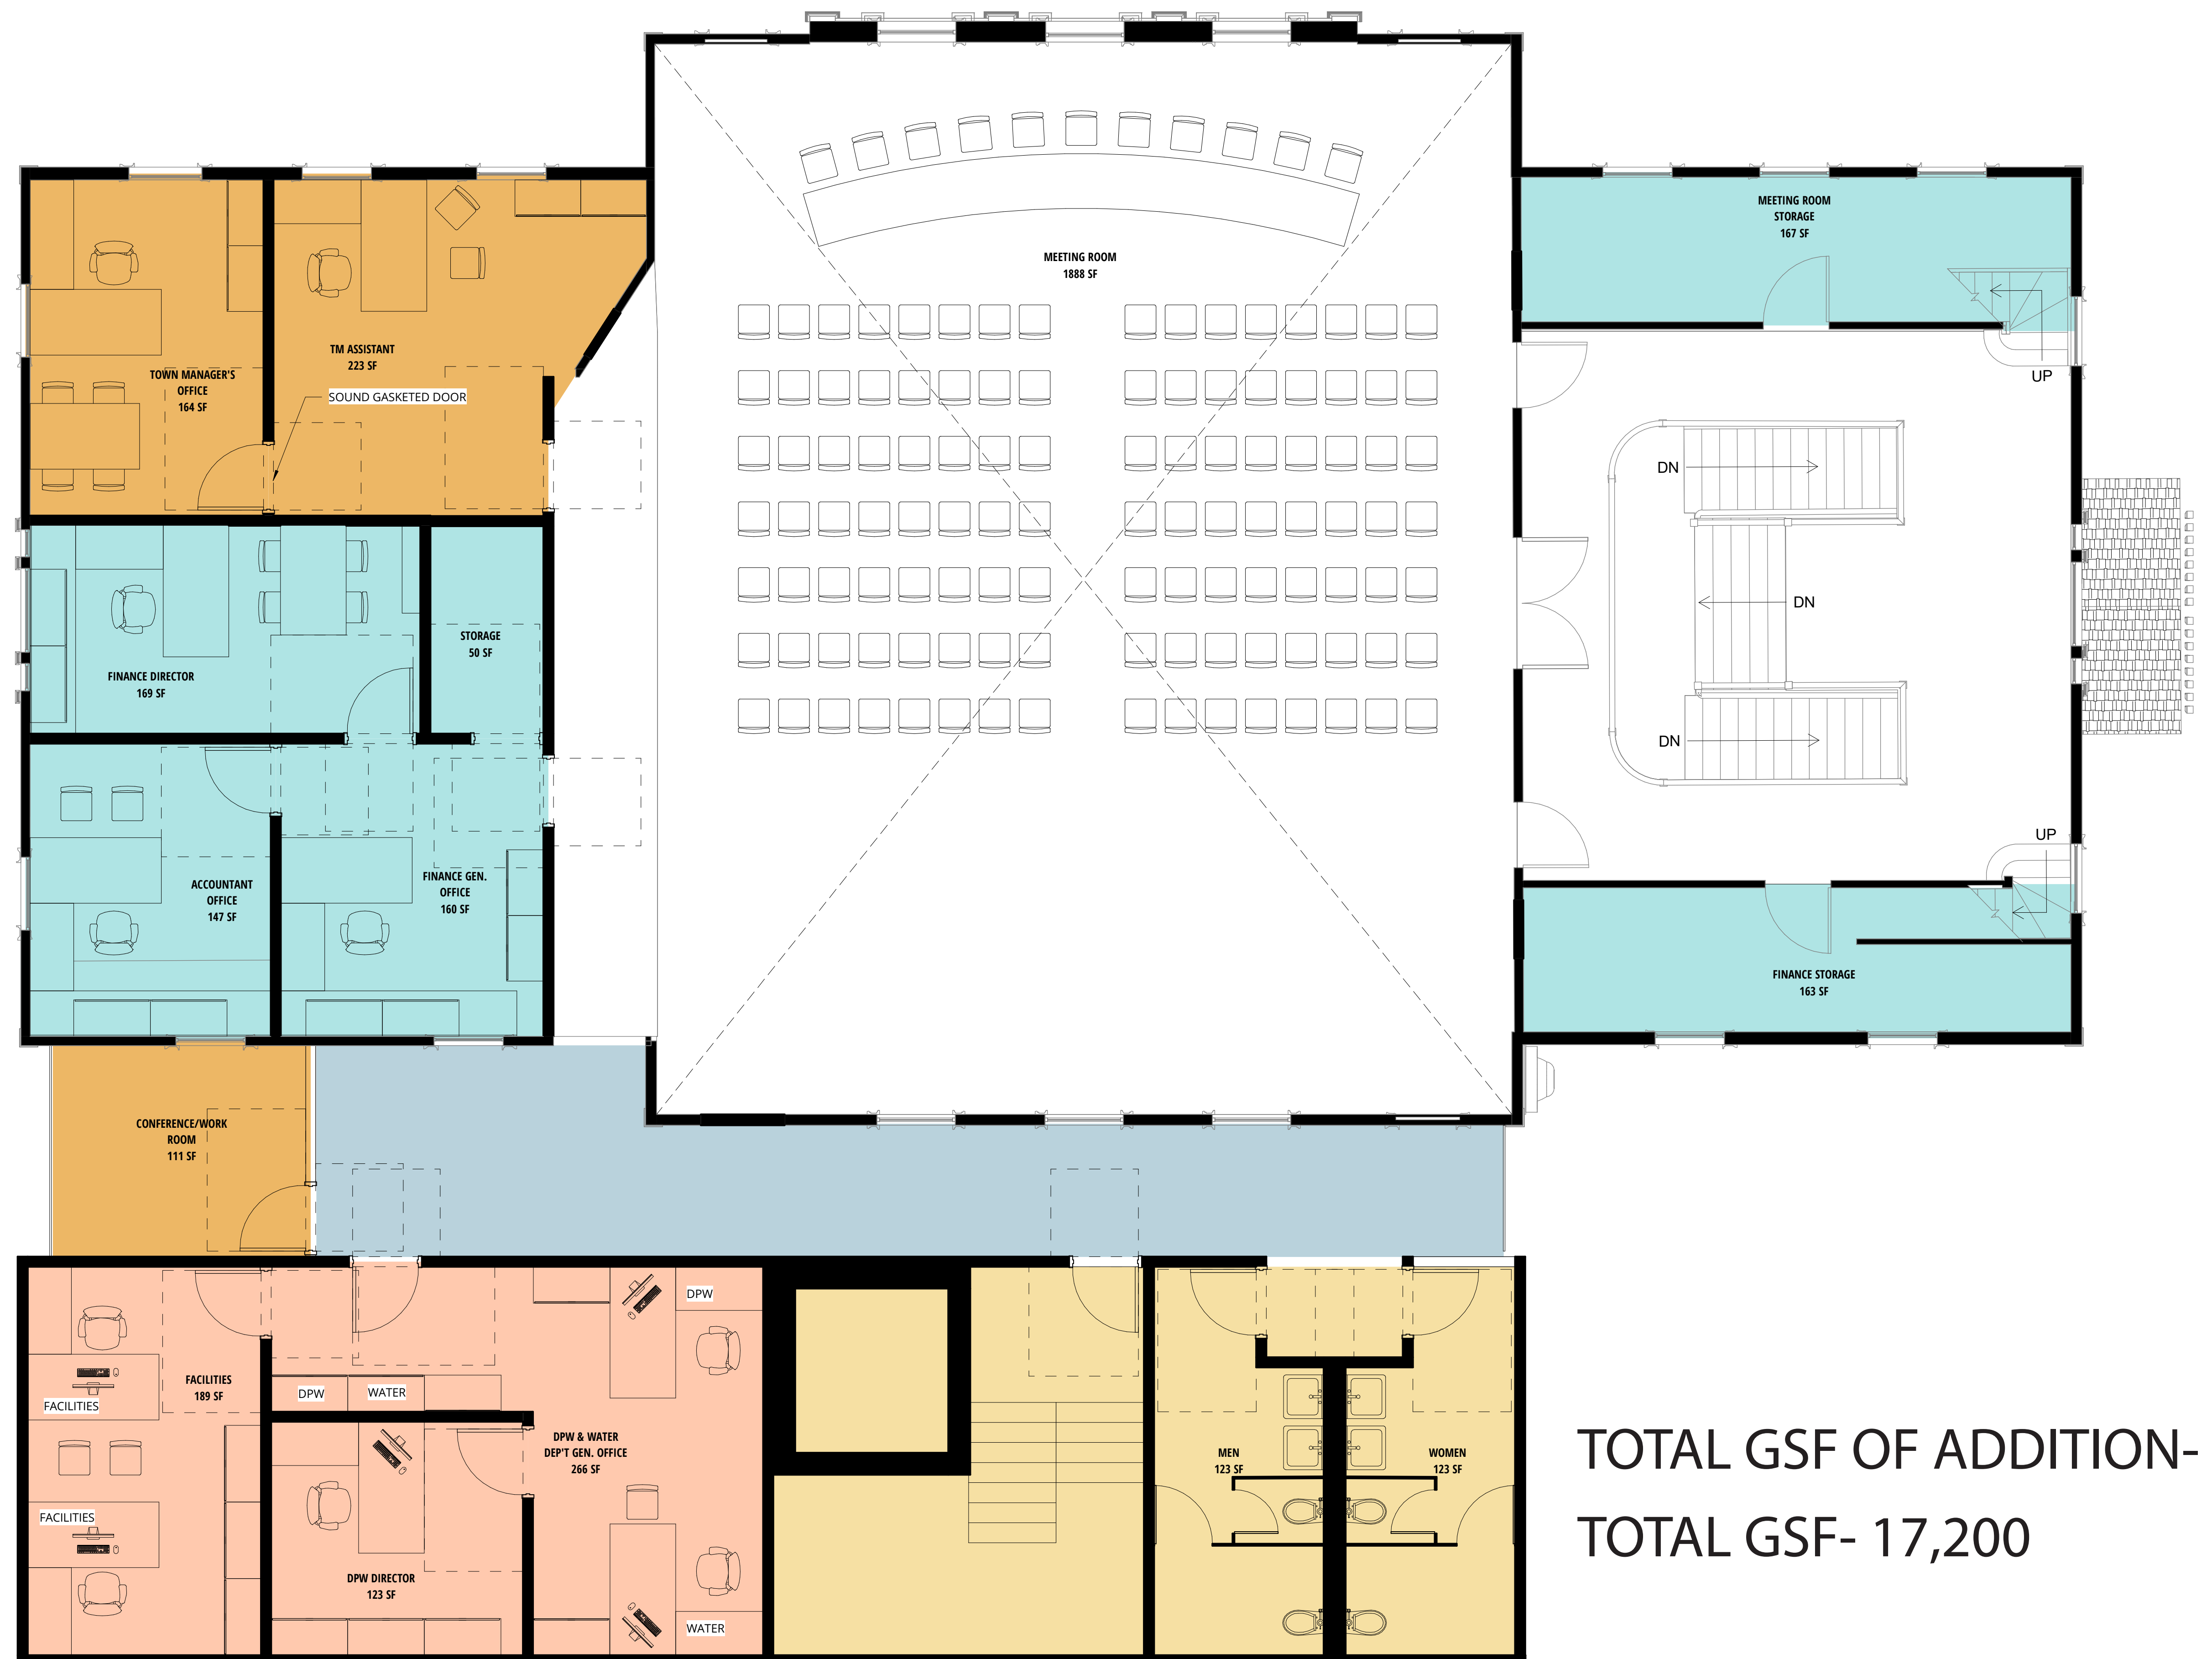 MEETING ROOM
STORAGE
167 SF
MEETING ROOM
1888 SF
TM ASSISTANT
223 SF
TOWN MANAGER'S
OFFICE
164 SF
SOUND GASKETED DOOR
UP
DN
DN
DN
UP
STORAGE
50 SF
FINANCE DIRECTOR
169 SF
ACCOUNTANT
OFFICE
147 SF
FINANCE GEN.
OFFICE
160 SF
FINANCE STORAGE
163 SF
CONFERENCE/WORK
ROOM
111 SF
DPW
FACILITIES
189 SF
FACILITIES
DPW
WATER
DPW & WATER
DEP'T GEN. OFFICE
266 SF
MEN
123 SF
WOMEN
123 SF
FACILITIES
DPW DIRECTOR
123 SF
WATER
TOTAL GSF OF ADDITION-
TOTAL GSF- 17,200